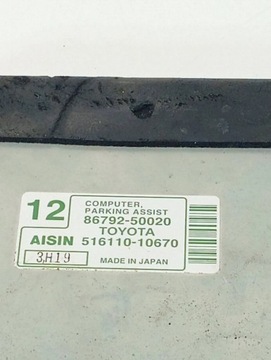 12
COMPUTER,
PARKING ASSIST
86792-50020
TOYOTA
AISIN 516110-10670
3H19
MADE IN JAPAN